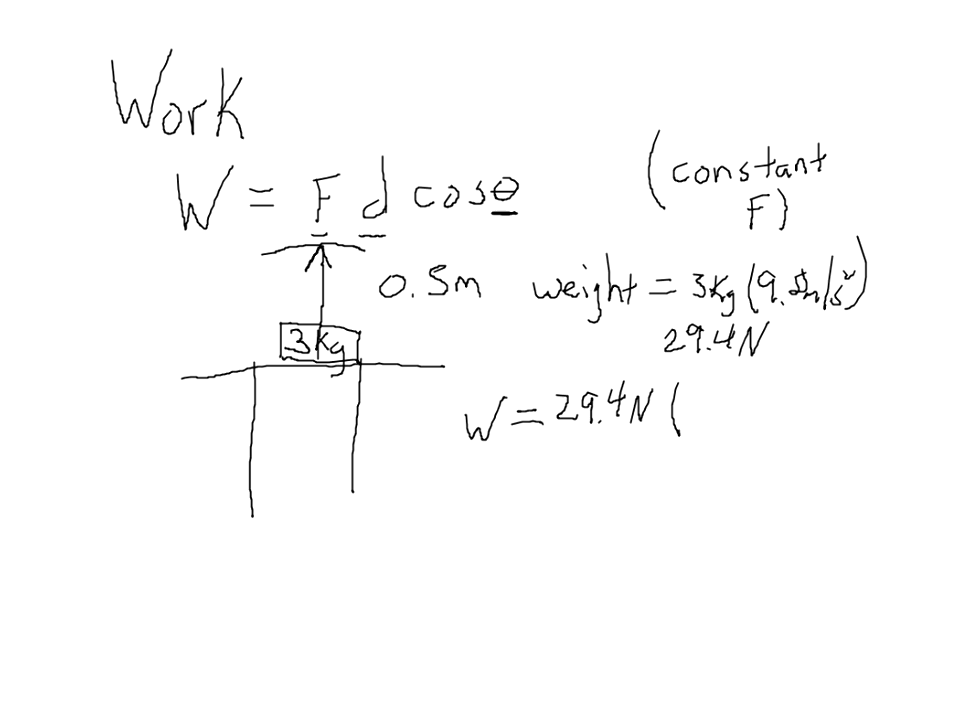 Work
W = F d cosθ
(constant
F)
0.5m weight = 3kg (9.8m/s²)
29.4N
3kg
W = 29.4N (